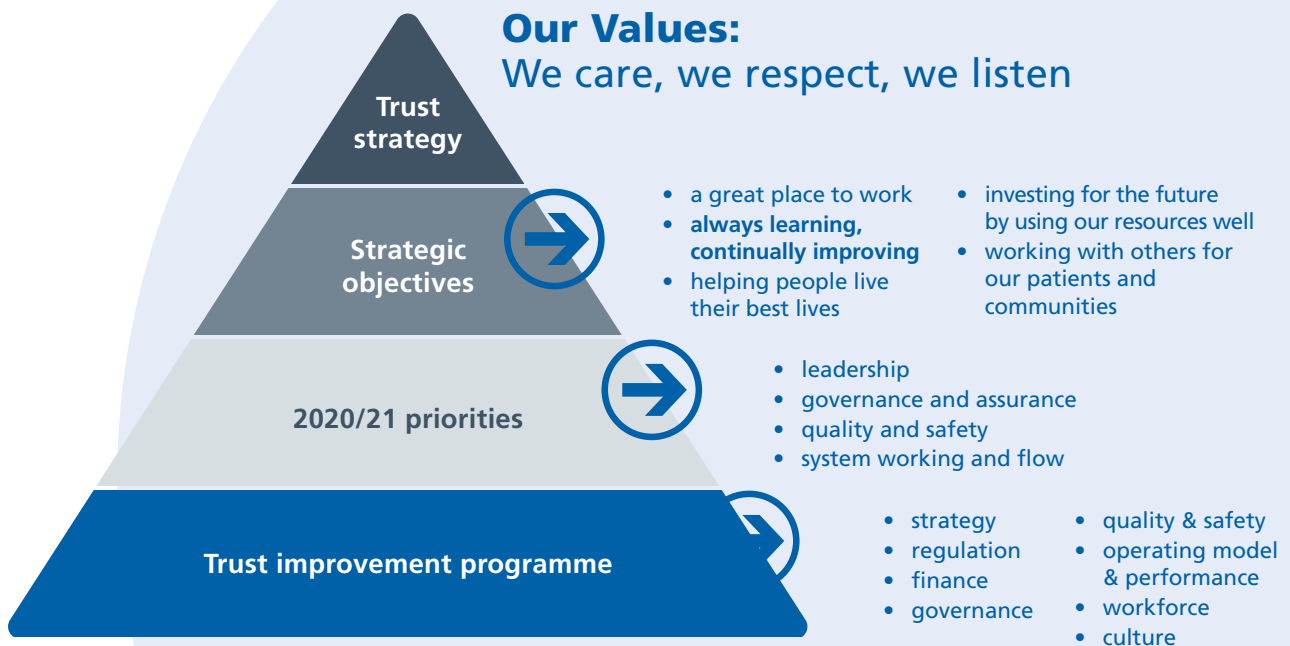 Our Values:
We care, we respect, we listen
Trust
strategy
Strategic
objectives
• a great place to work
• always learning,
continually improving
• helping people live
their best lives
• investing for the future
by using our resources well
• working with others for
our patients and
communities
2020/21 priorities
• leadership
• governance and assurance
• quality and safety
• system working and flow
Trust improvement programme
• strategy
• regulation
• finance
• governance
• quality & safety
• operating model
& performance
• workforce
• culture